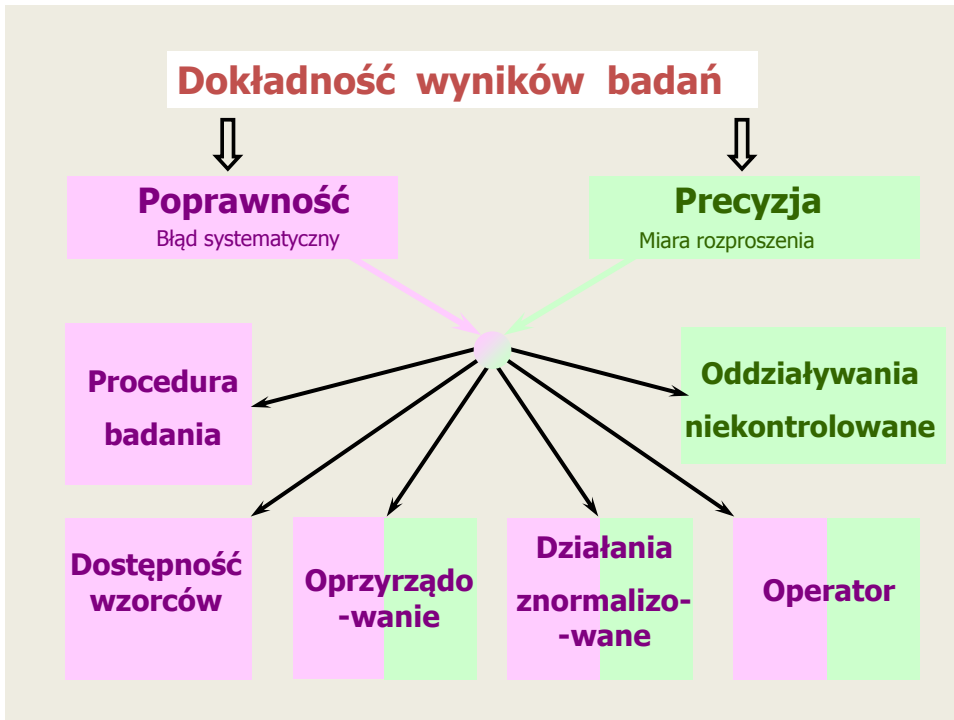 Dokładność wyników badań
Poprawność
Błąd systematyczny
Precyzja
Miara rozproszenia
Procedura
badania
Oddziaływania
niekontrolowane
Dostępność
wzorców
Oprzyrządo
-wanie
Działania
znormalizo-
-wane
Operator